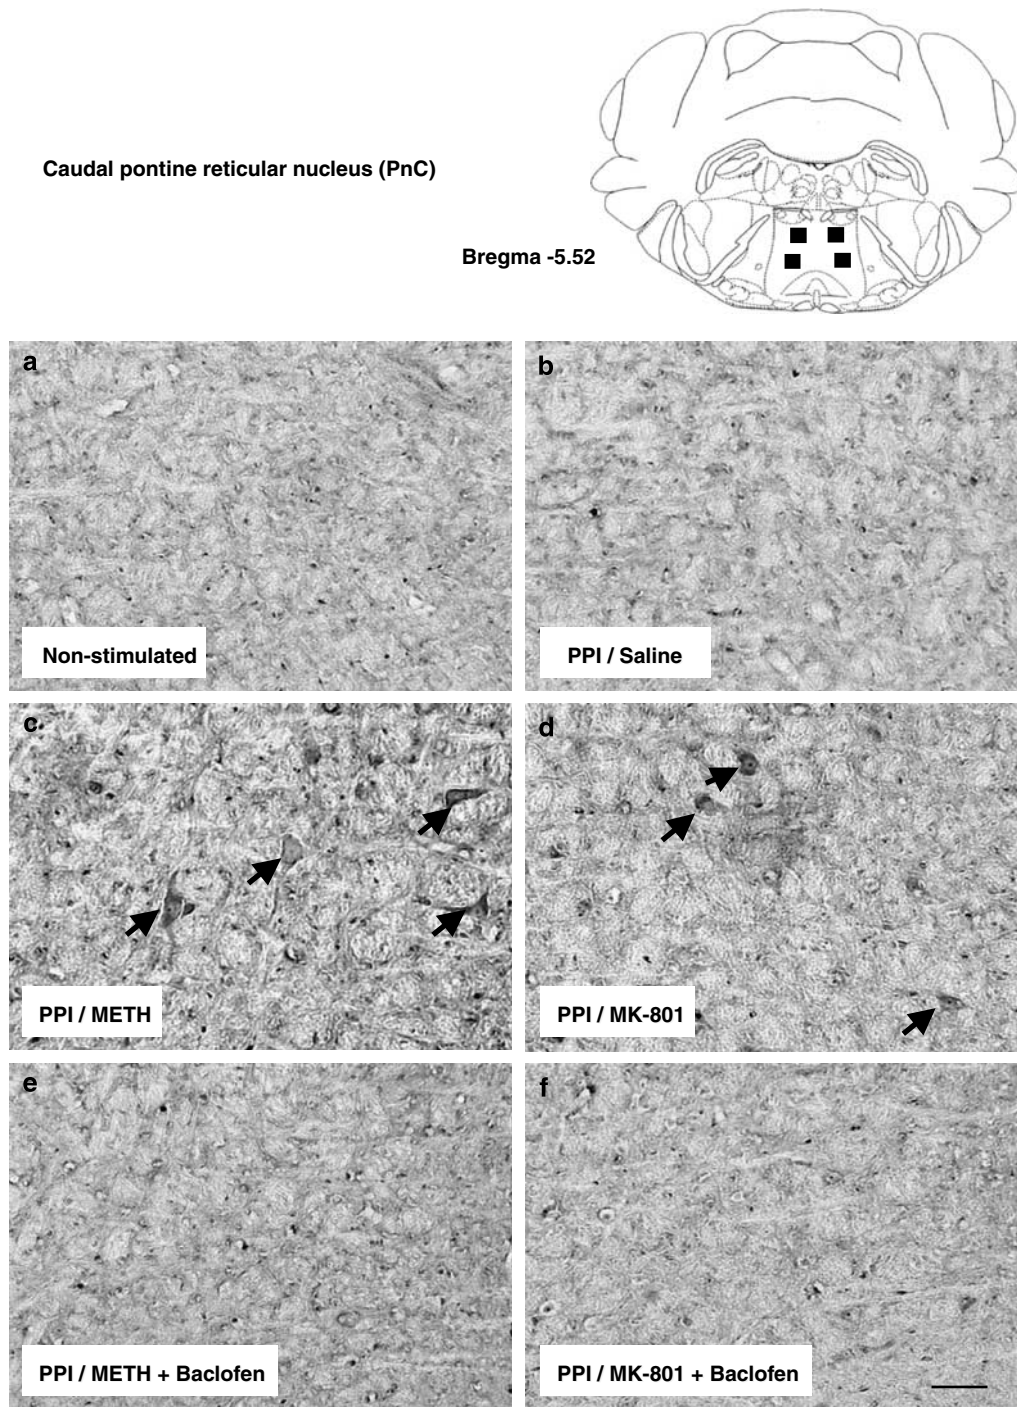 Caudal pontine reticular nucleus (PnC)
Bregma -5.52
a
b
Non-stimulated
PPI / Saline
c
d
PPI / METH
PPI / MK-801
e
f
PPI / METH + Baclofen
PPI / MK-801 + Baclofen